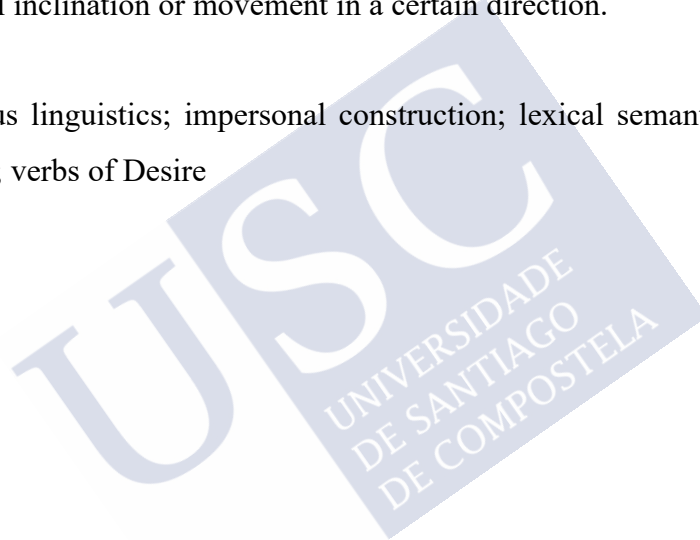 inclination or movement in a certain direction.
linguistics; impersonal construction; lexical
verbs of Desire
USC
UNIVERSIDADE
DE SANTIAGO
DE COMPOSTELA